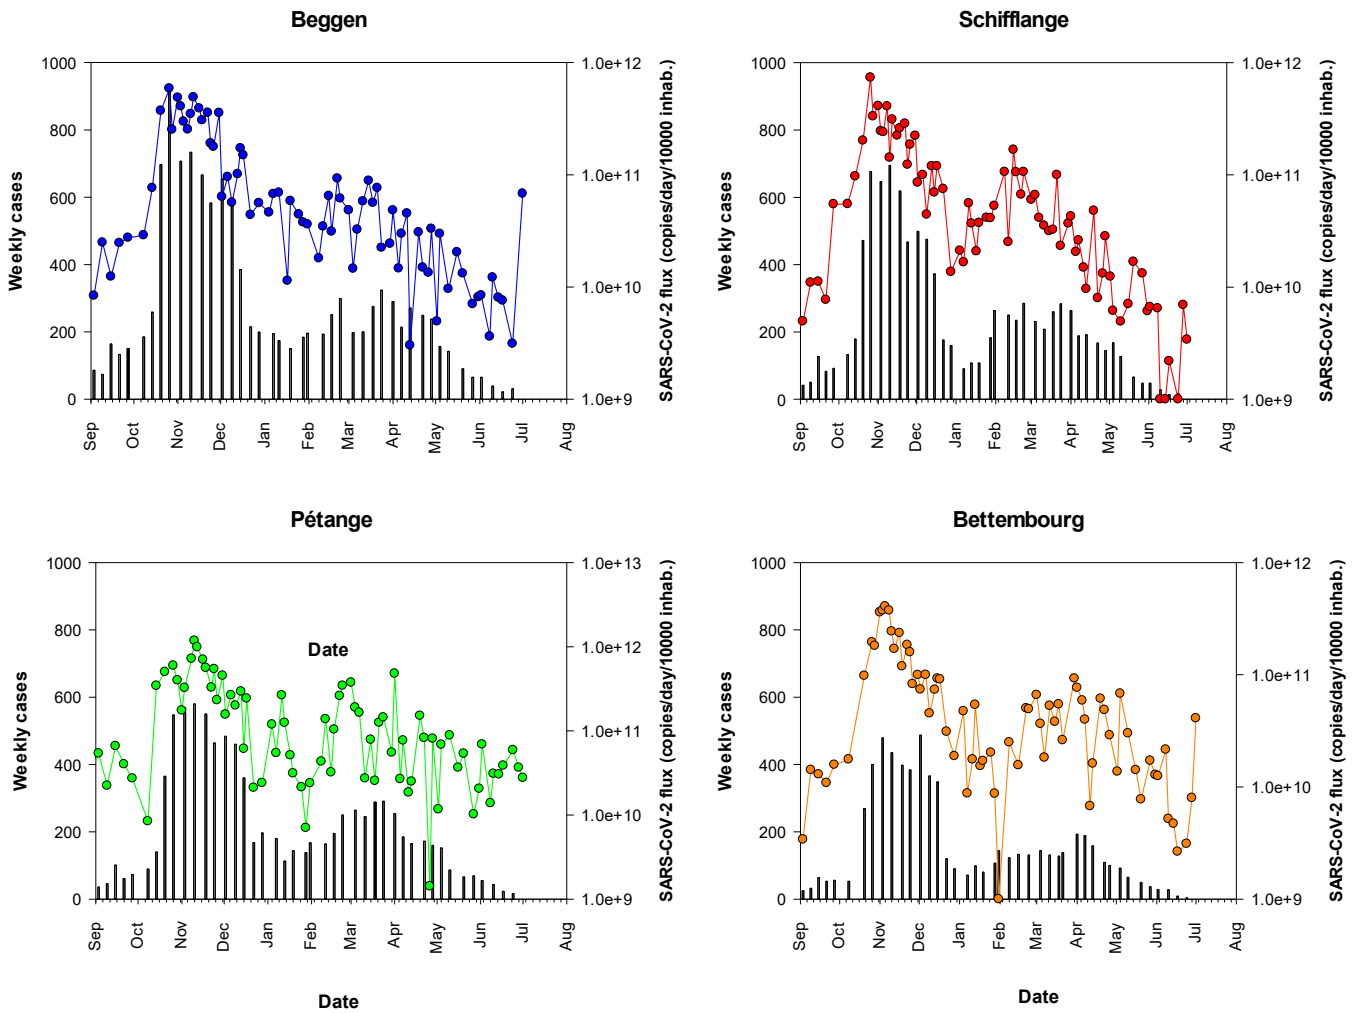 Beggen
Schifflange
1000
800
600
400
200
0
Weekly cases
1.0e+12
1.0e+11
1.0e+10
1.0e+9
SARS-CoV-2 flux (copies/day/10000 inhab.)
Sep Oct Nov Dec Jan Feb Mar Apr May Jun Jul Aug
1000
800
600
400
200
0
Weekly cases
1.0e+12
1.0e+11
1.0e+10
1.0e+9
SARS-CoV-2 flux (copies/day/10000 inhab.)
Sep Oct Nov Dec Jan Feb Mar Apr May Jun Jul Aug
Pétange
Bettembourg
1000
800
600
400
200
0
Weekly cases
Date
1.0e+13
1.0e+12
1.0e+11
1.0e+10
1.0e+9
SARS-CoV-2 flux (copies/day/10000 inhab.)
Sep Oct Nov Dec Jan Feb Mar Apr May Jun Jul Aug
Date
1000
800
600
400
200
0
Weekly cases
1.0e+12
1.0e+11
1.0e+10
1.0e+9
SARS-CoV-2 flux (copies/day/10000 inhab.)
Sep Oct Nov Dec Jan Feb Mar Apr May Jun Jul Aug
Date